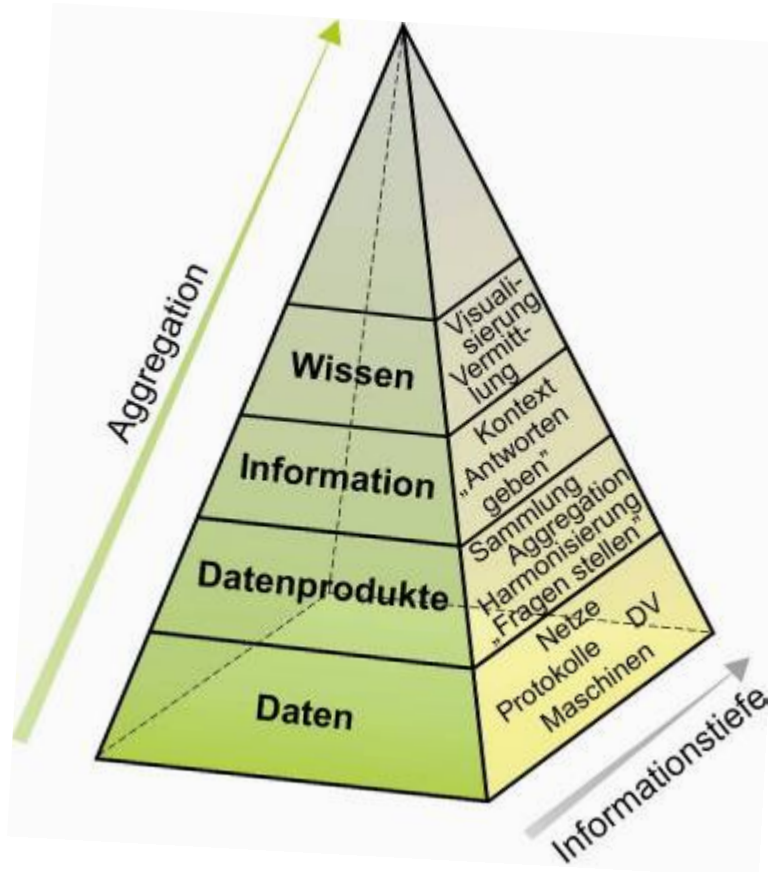 Aggregation
Wissen
Visuali-
sierung
Vermitt-
lung
Information
Kontext
„Antworten
geben”
Datenprodukte
Sammlung
Aggregation
Harmonisierung
„Fragen stellen”
Daten
Netze DV
Protokolle
Maschinen
Informationstiefe